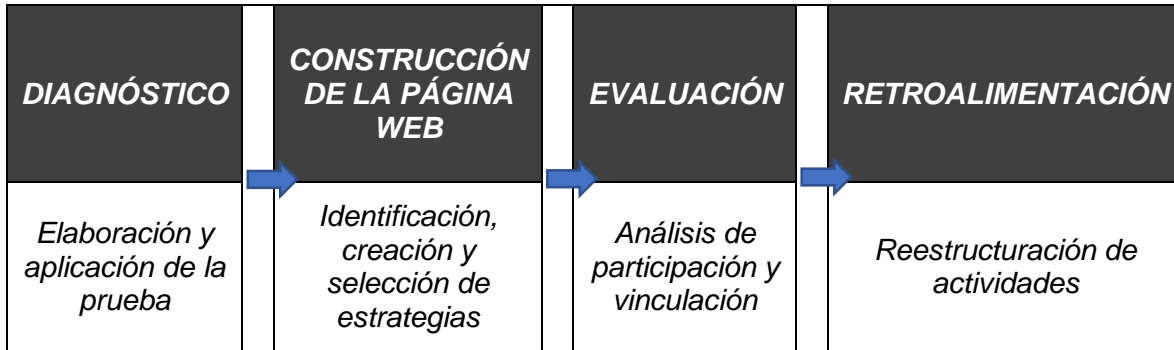 DIAGNÓSTICO
CONSTRUCCIÓN
DE LA PÁGINA
WEB
EVALUACIÓN
RETROALIMENTACIÓN
Elaboración y
aplicación de la
prueba
Identificación,
creación y
selección de
estrategias
Análisis de
participación y
vinculación
Reestructuración de
actividades